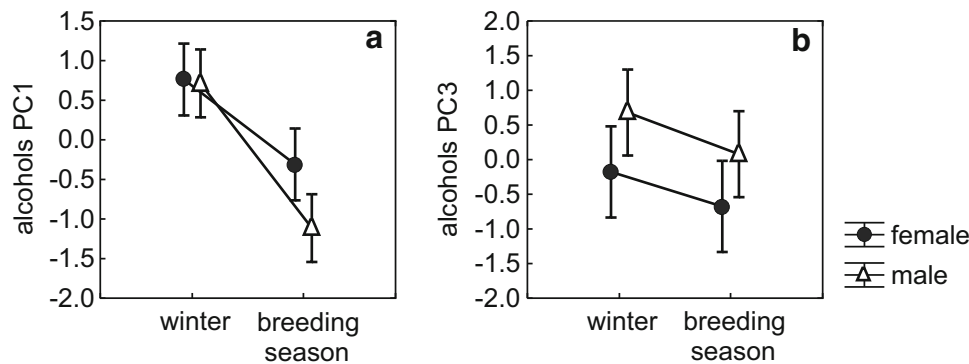 a
alcohols PC1
1.5
1.0
0.5
0.0
-0.5
-1.0
-1.5
-2.0
winter
breeding
season
b
alcohols PC3
2.0
1.5
1.0
0.5
0.0
-0.5
-1.0
-1.5
-2.0
winter
breeding
season
female
male